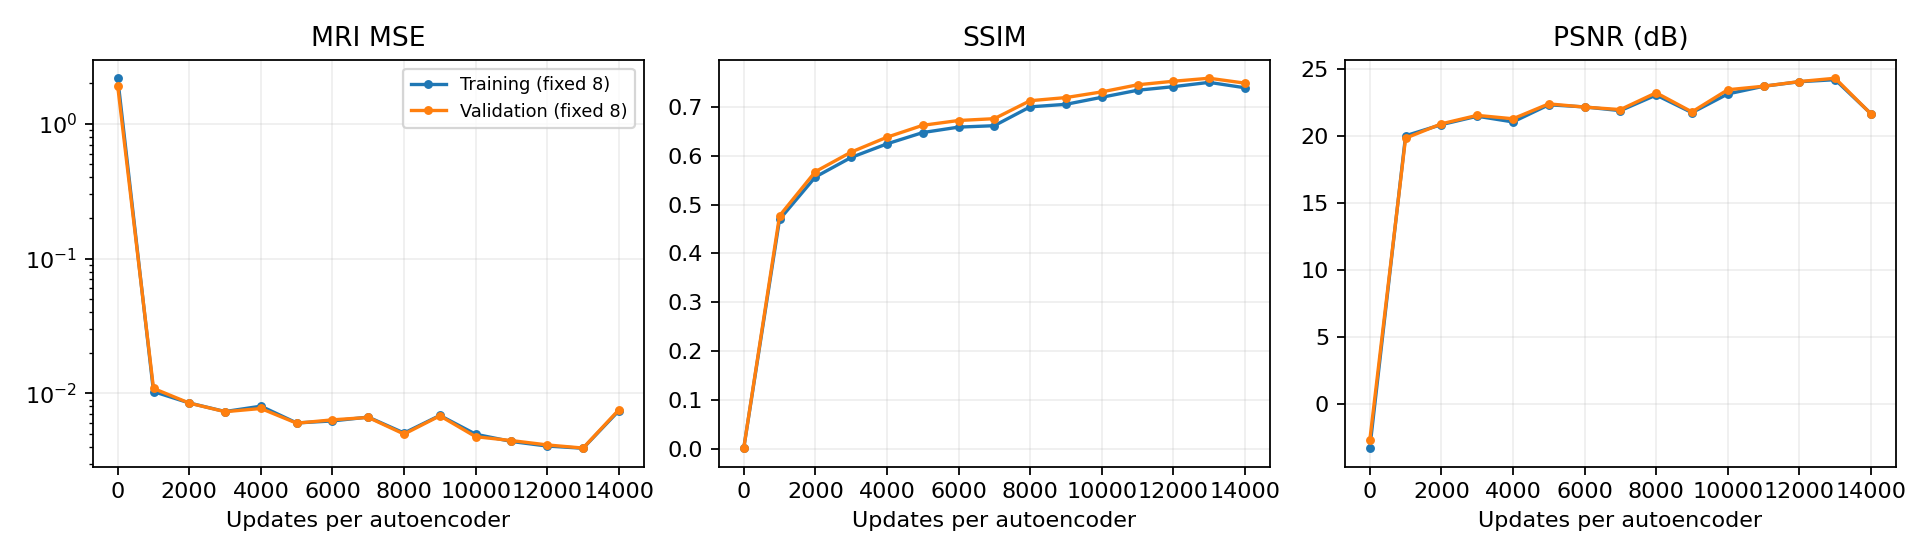 MRI MSE
Training (fixed 8)
Validation (fixed 8)
10⁰
10⁻¹
10⁻²
0 2000 4000 6000 8000 10000 12000 14000
Updates per autoencoder
SSIM
0.7
0.6
0.5
0.4
0.3
0.2
0.1
0.0
0 2000 4000 6000 8000 10000 12000 14000
Updates per autoencoder
PSNR (dB)
25
20
15
10
5
0
0 2000 4000 6000 8000 10000 12000 14000
Updates per autoencoder